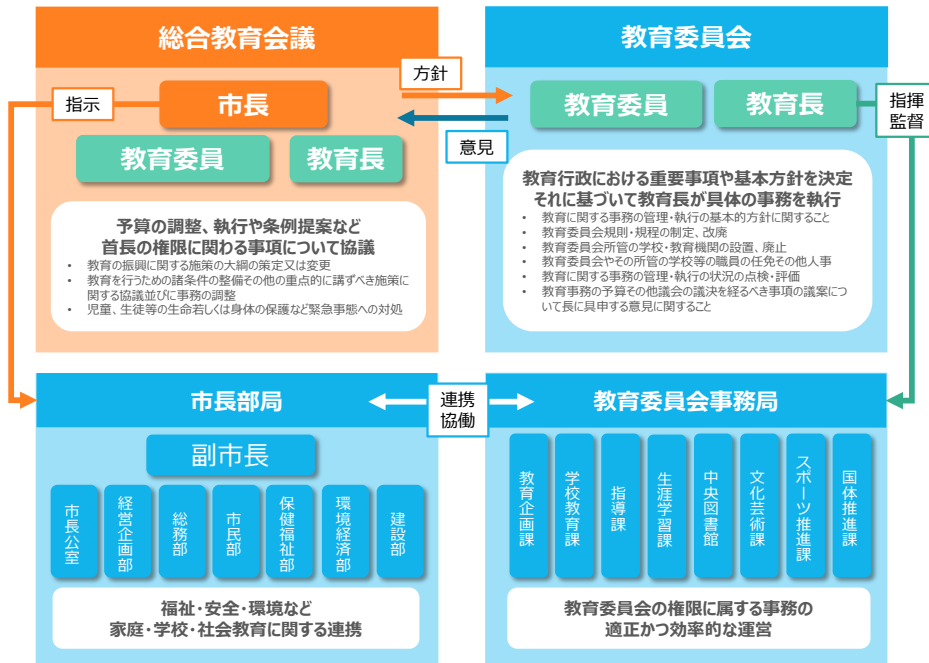 総合教育会議
市長
教育委員
教育長
予算の調整、執行や条例提案など
首長の権限に関わる事項について協議
• 教育の振興に関する施策の大綱の策定又は変更
• 教育を行うための諸条件の整備その他の重点的に講ずべき施策に
関する協議並びに事務の調整
• 児童、生徒等の生命若しくは身体の保護など緊急事態への対処
指示
方針
意見
教育委員会
教育委員
教育長
指揮
監督
教育行政における重要事項や基本方針を決定
それに基づいて教育長が具体の事務を執行
• 教育に関する事務の管理・執行の基本的方針に関すること
• 教育委員会規則・規程の制定、改廃
• 教育委員会所管の学校・教育機関の設置、廃止
• 教育委員会やその所管の学校等の職員の任免その他人事
• 教育に関する事務の管理・執行の状況の点検・評価
• 教育事務の予算その他議会の議決を経るべき事項の議案につ
いて長に具申する意見に関すること
市長部局
副市長
市長公室
経営企画部
総務部
市民部
保健福祉部
環境経済部
建設部
福祉・安全・環境など
家庭・学校・社会教育に関する連携
連携
協働
教育委員会事務局
教育企画課
学校教育課
指導課
生涯学習課
中央図書館
文化芸術課
スポーツ推進課
国体推進課
教育委員会の権限に属する事務の
適正かつ効率的な運営